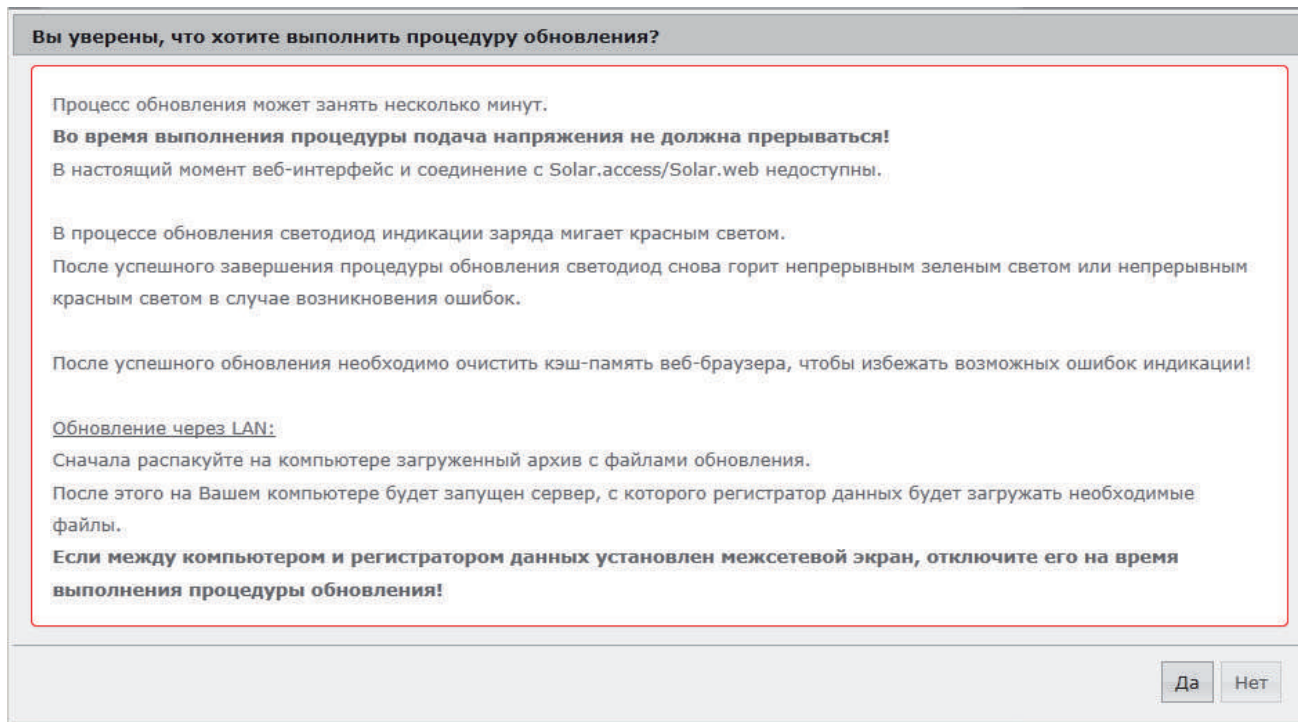 Вы уверены, что хотите выполнить процедуру обновления?
Процесс обновления может занять несколько минут.
Во время выполнения процедуры подача напряжения не должна прерываться!
В настоящий момент веб-интерфейс и соединение с Solar.access/Solar.web недоступны.
В процессе обновления светодиод индикации заряда мигает красным светом.
После успешного завершения процедуры обновления светодиод снова горит непрерывным зеленым светом или непрерывным
красным светом в случае возникновения ошибок.
После успешного обновления необходимо очистить кэш-память веб-браузера, чтобы избежать возможных ошибок индикации!
Обновление через LAN:
Сначала распакуйте на компьютере загруженный архив с файлами обновления.
После этого на Вашем компьютере будет запущен сервер, с которого регистратор данных будет загружать необходимые
файлы.
Если между компьютером и регистратором данных установлен межсетевой экран, отключите его на время
выполнения процедуры обновления!
Да Нет